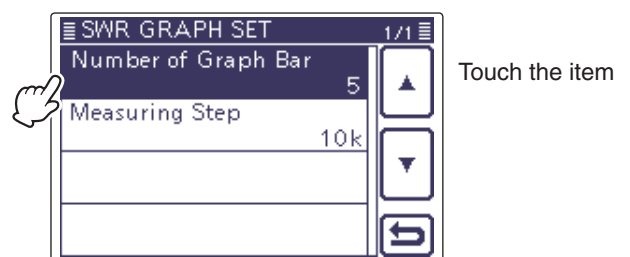 SWR GRAPH SET 1/1
Number of Graph Bar
5
Measuring Step
10k
Touch the item